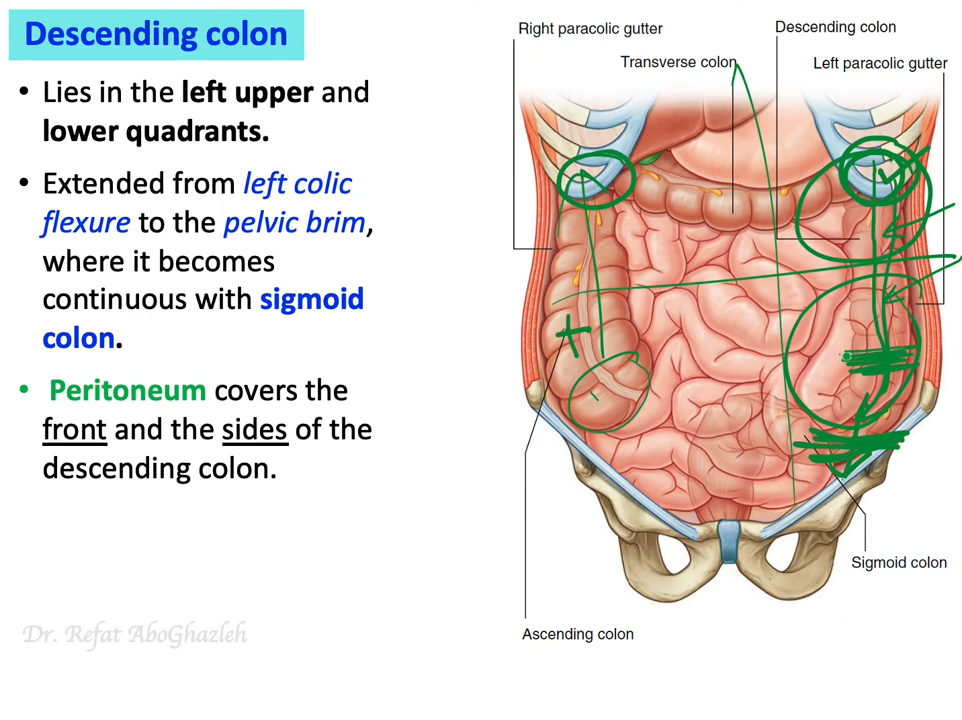 Descending colon
• Lies in the left upper and
lower quadrants.
• Extended from left colic
flexure to the pelvic brim,
where it becomes
continuous with sigmoid
colon.
• Peritoneum covers the
front and the sides of the
descending colon.
Dr. Refat AboGhazleh
Right paracolic gutter
Descending colon
Transverse colon
Left paracolic gutter
Sigmoid colon
Ascending colon